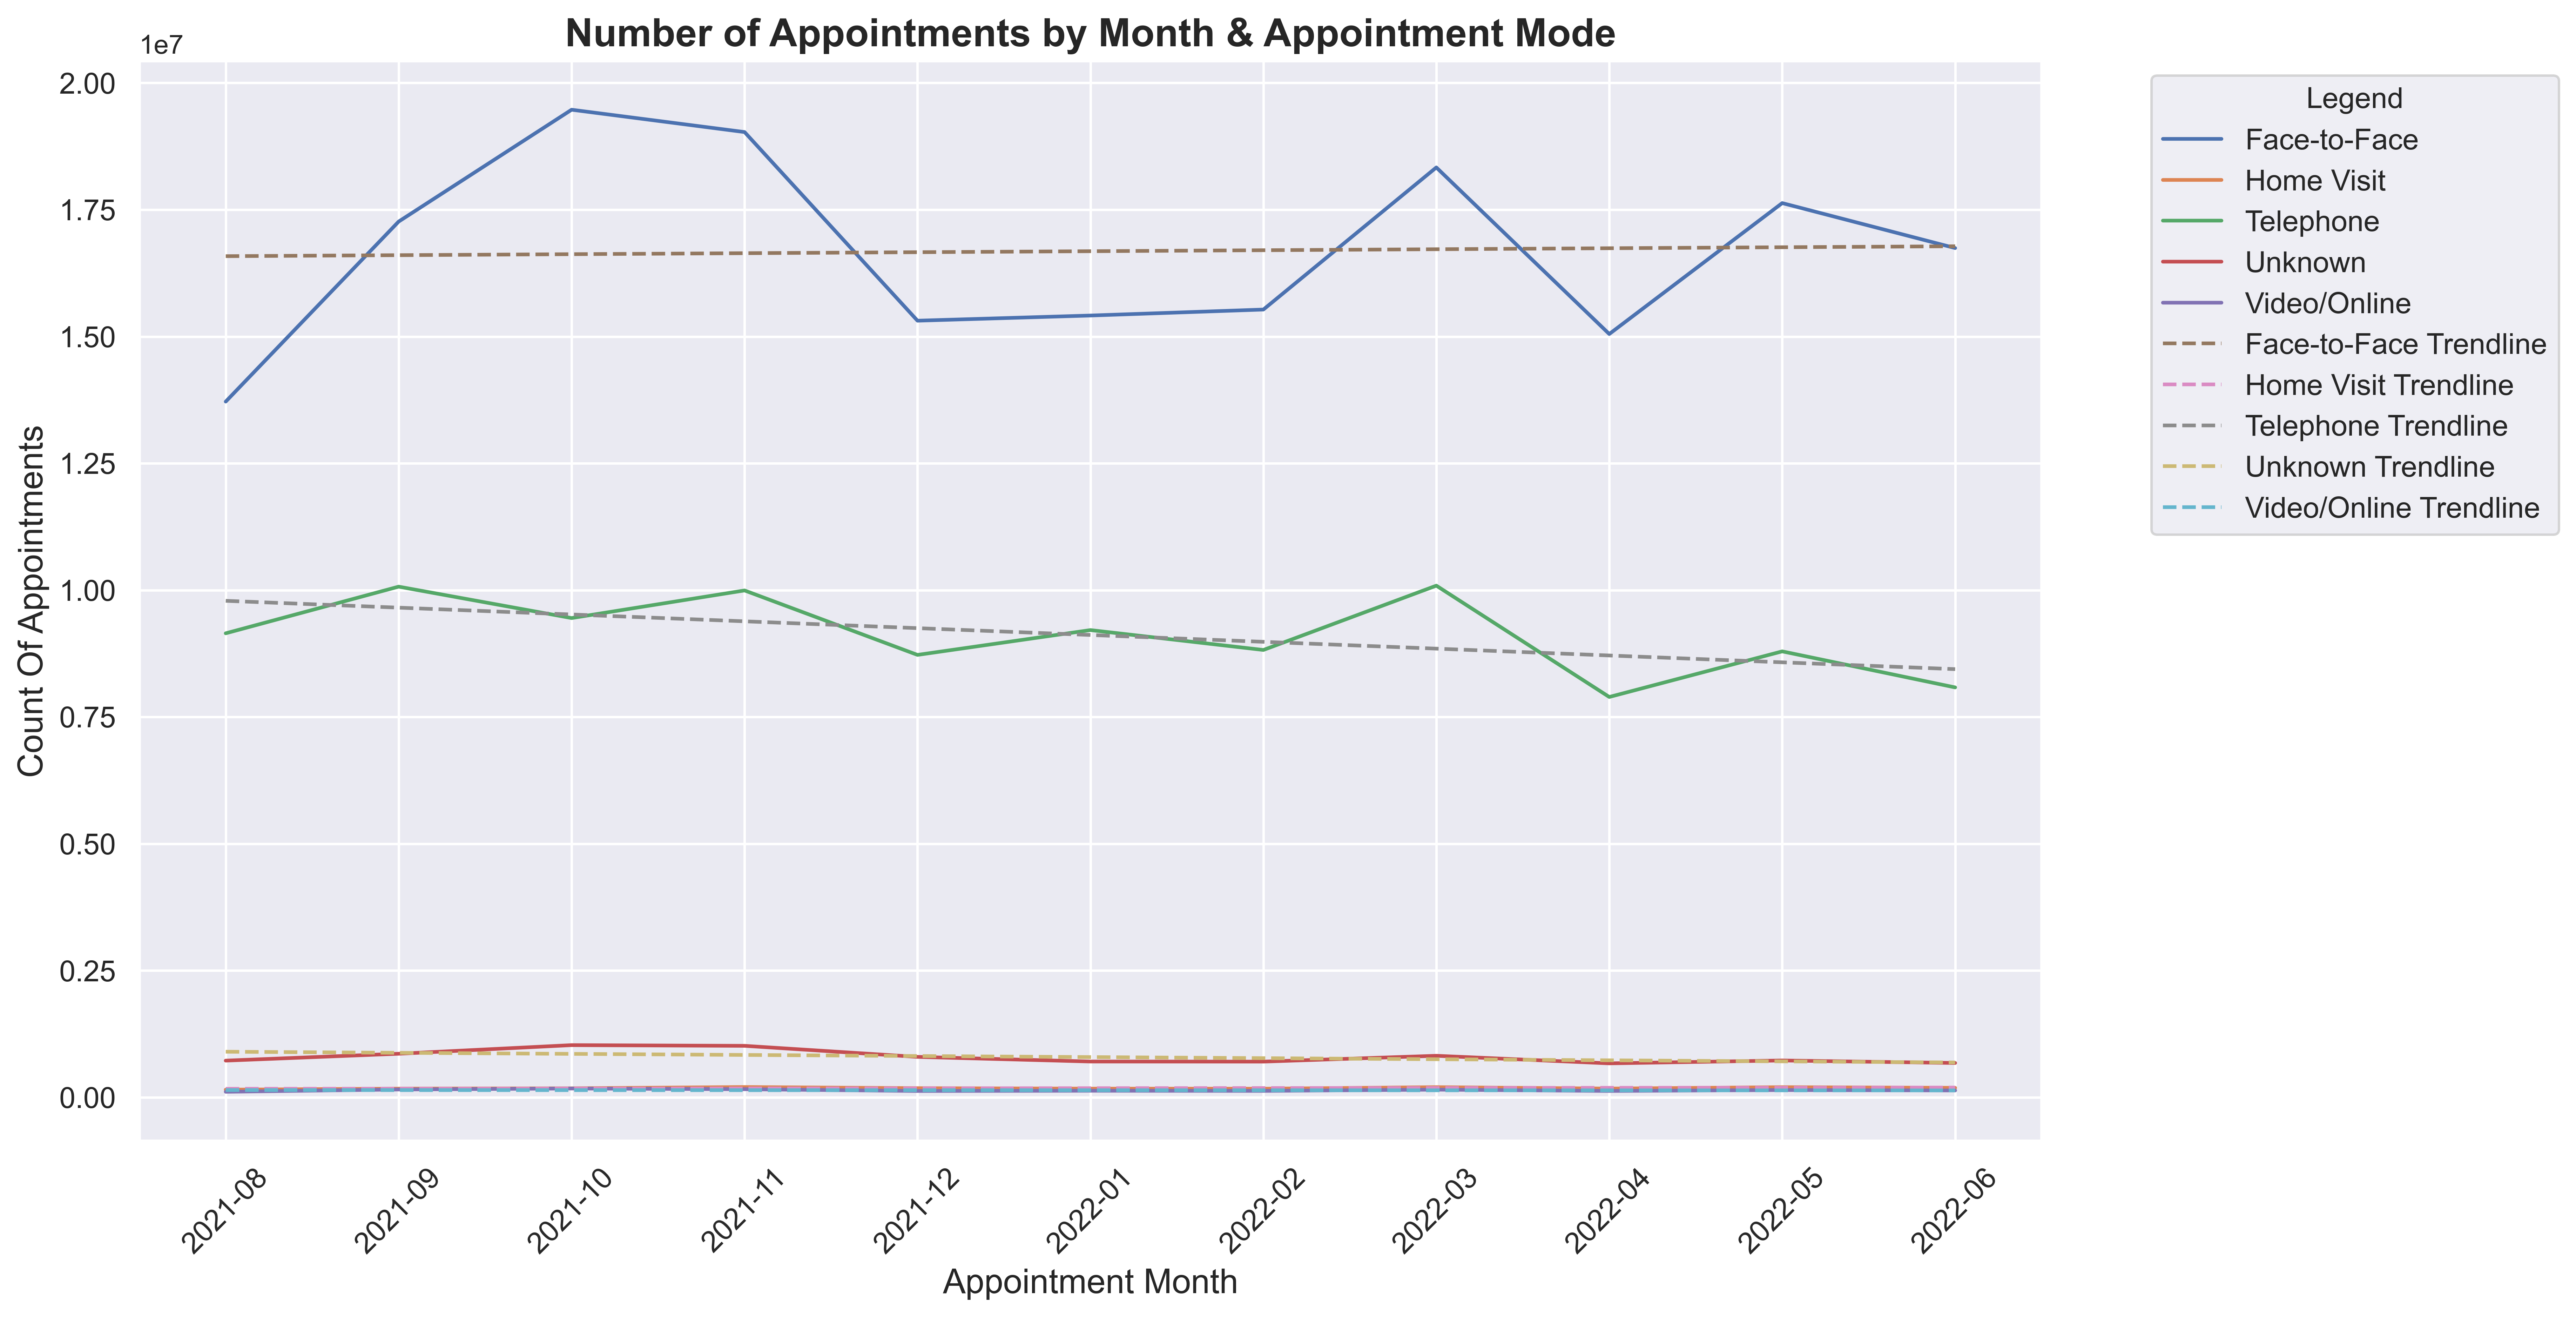 Number of Appointments by Month & Appointment Mode
1e7
2.00
1.75
1.50
1.25
1.00
0.75
0.50
0.25
0.00
Count Of Appointments
2021-08
2021-09
2021-10
2021-11
2021-12
2022-01
2022-02
2022-03
2022-04
2022-05
2022-06
Appointment Month
Legend
Face-to-Face
Home Visit
Telephone
Unknown
Video/Online
Face-to-Face Trendline
Home Visit Trendline
Telephone Trendline
Unknown Trendline
Video/Online Trendline